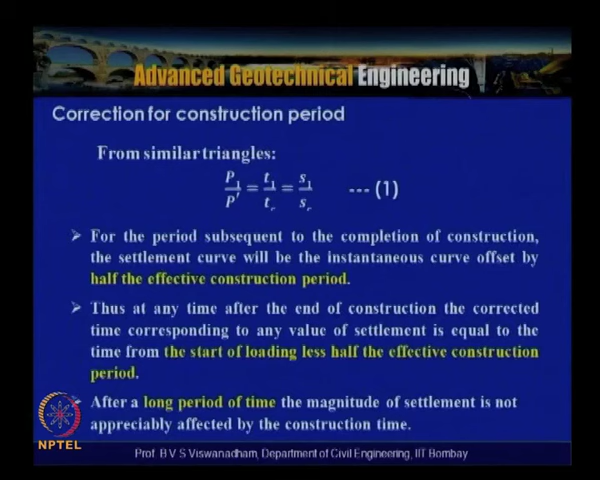 Advanced Geotechnical Engineering
Correction for construction period
From similar triangles:
P₁/P′ = t₁/t_c = s₁/s_c --- (1)
➤ For the period subsequent to the completion of construction,
the settlement curve will be the instantaneous curve offset by
half the effective construction period.
➤ Thus at any time after the end of construction the corrected
time corresponding to any value of settlement is equal to the
time from the start of loading less half the effective construction
period.
➤ After a long period of time the magnitude of settlement is not
appreciably affected by the construction time.
NPTEL
Prof. B V S Viswanadham, Department of Civil Engineering, IIT Bombay